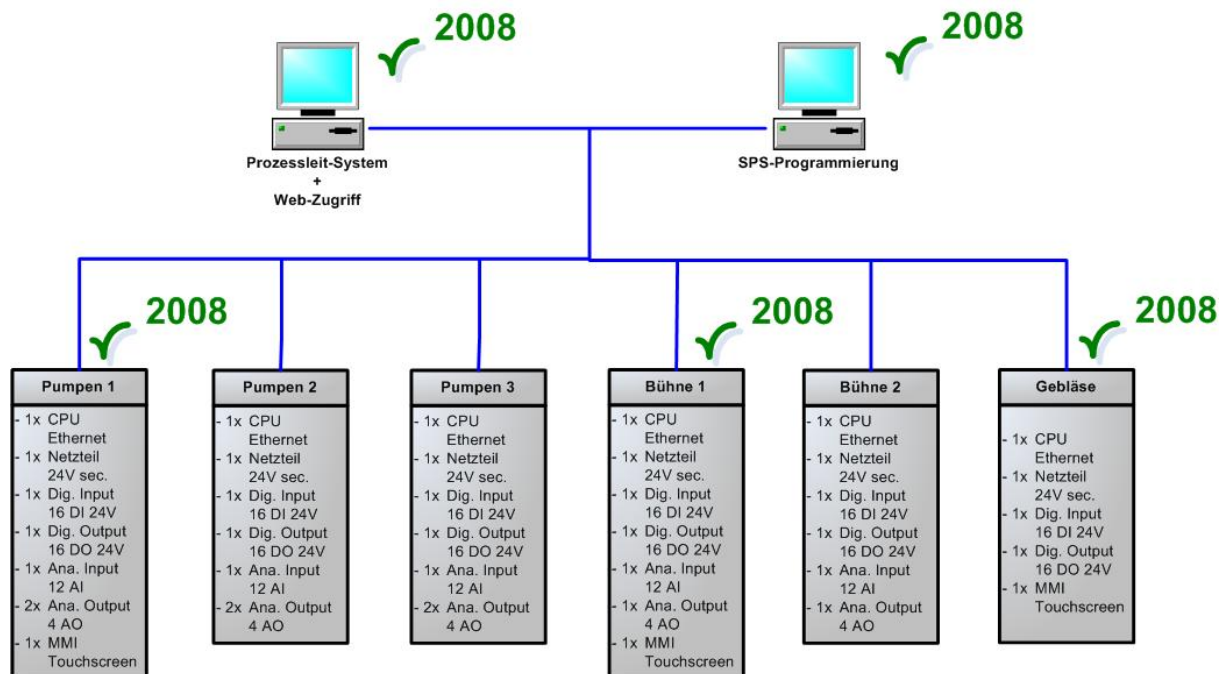 2008
2008
Prozessleit-System
+
Web-Zugriff
SPS-Programmierung
2008
2008
2008
Pumpen 1
- 1x CPU
Ethernet
- 1x Netzteil
24V sec.
- 1x Dig. Input
16 DI 24V
- 1x Dig. Output
16 DO 24V
- 1x Ana. Input
12 AI
- 2x Ana. Output
4 AO
- 1x MMI
Touchscreen
Pumpen 2
- 1x CPU
Ethernet
- 1x Netzteil
24V sec.
- 1x Dig. Input
16 DI 24V
- 1x Dig. Output
16 DO 24V
- 1x Ana. Input
12 AI
- 2x Ana. Output
4 AO
Pumpen 3
- 1x CPU
Ethernet
- 1x Netzteil
24V sec.
- 1x Dig. Input
16 DI 24V
- 1x Dig. Output
16 DO 24V
- 1x Ana. Input
12 AI
- 2x Ana. Output
4 AO
Bühne 1
- 1x CPU
Ethernet
- 1x Netzteil
24V sec.
- 1x Dig. Input
16 DI 24V
- 1x Dig. Output
16 DO 24V
- 1x Ana. Input
12 AI
- 1x Ana. Output
4 AO
- 1x MMI
Touchscreen
Bühne 2
- 1x CPU
Ethernet
- 1x Netzteil
24V sec.
- 1x Dig. Input
16 DI 24V
- 1x Dig. Output
16 DO 24V
- 1x Ana. Input
12 AI
- 1x Ana. Output
4 AO
Gebläse
- 1x CPU
Ethernet
- 1x Netzteil
24V sec.
- 1x Dig. Input
16 DI 24V
- 1x Dig. Output
16 DO 24V
- 1x MMI
Touchscreen